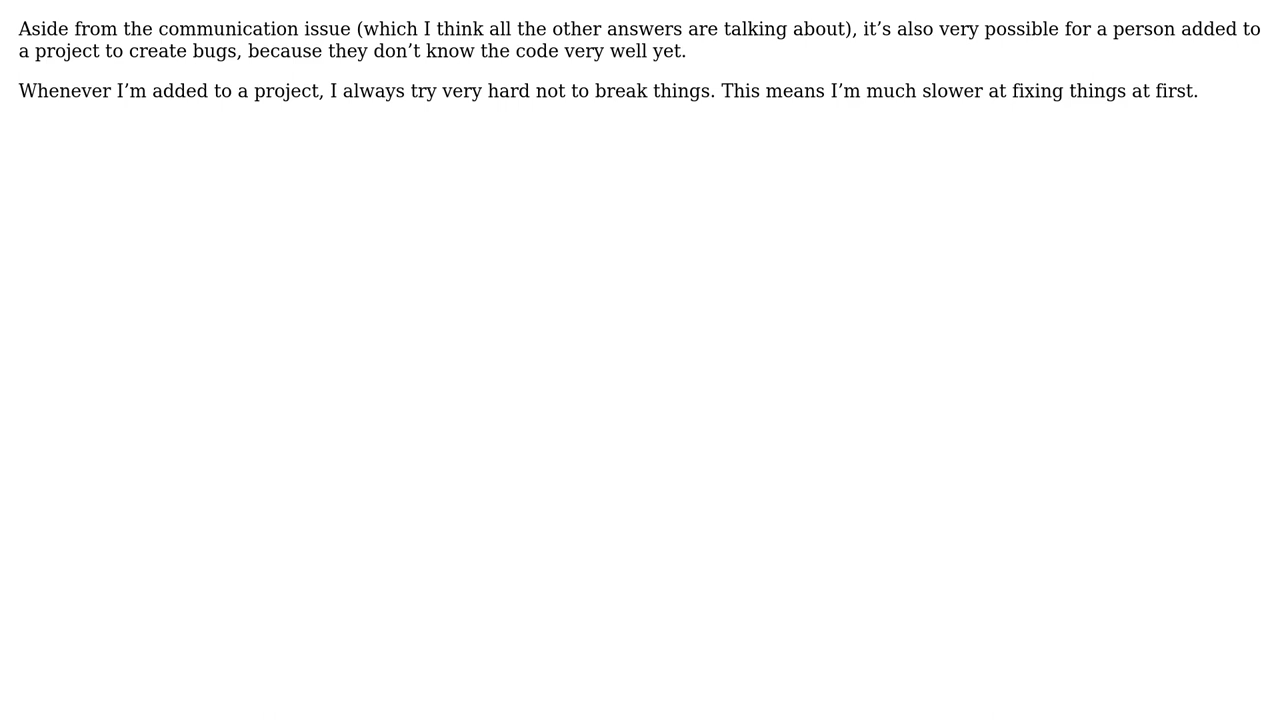 Aside from the communication issue (which I think all the other answers are talking about), it’s also very possible for a person added to
a project to create bugs, because they don’t know the code very well yet.
Whenever I’m added to a project, I always try very hard not to break things. This means I’m much slower at fixing things at first.